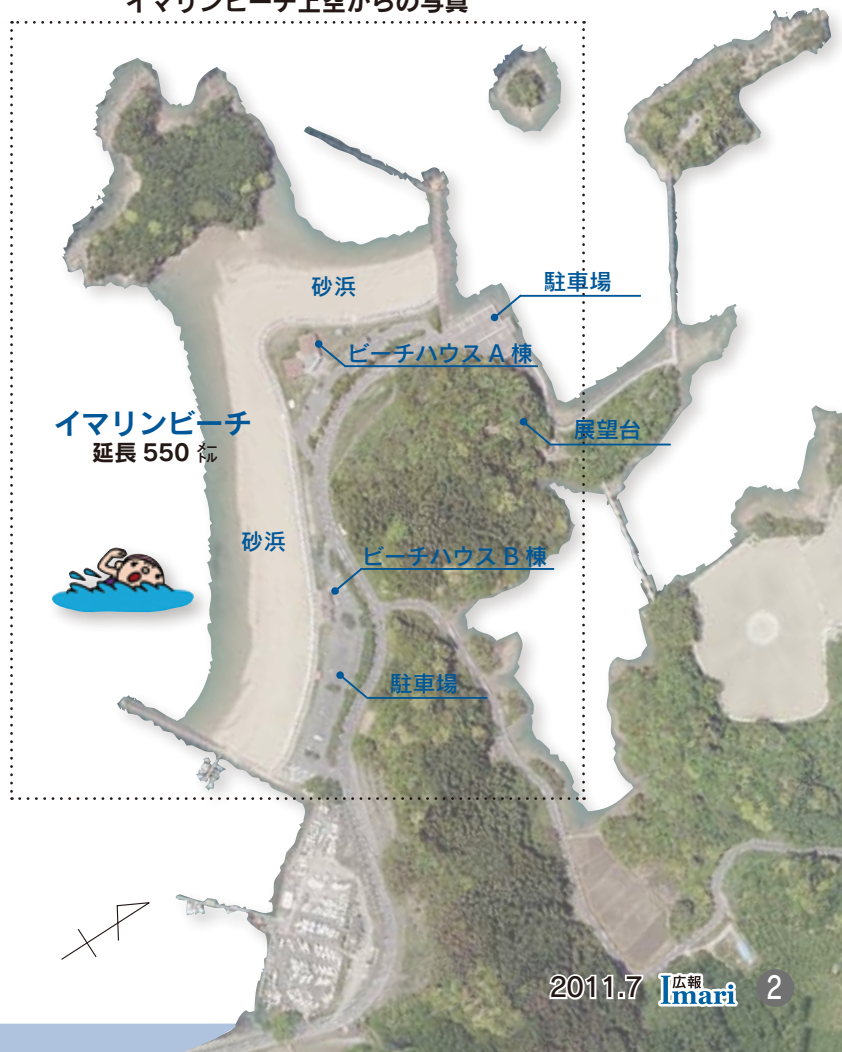 イマリンビーチ上空からの写真
砂浜
駐車場
ビーチハウス A 棟
イマリンビーチ
延長 550 メートル
展望台
砂浜
ビーチハウス B 棟
駐車場
2011.7 広報 Imari 2